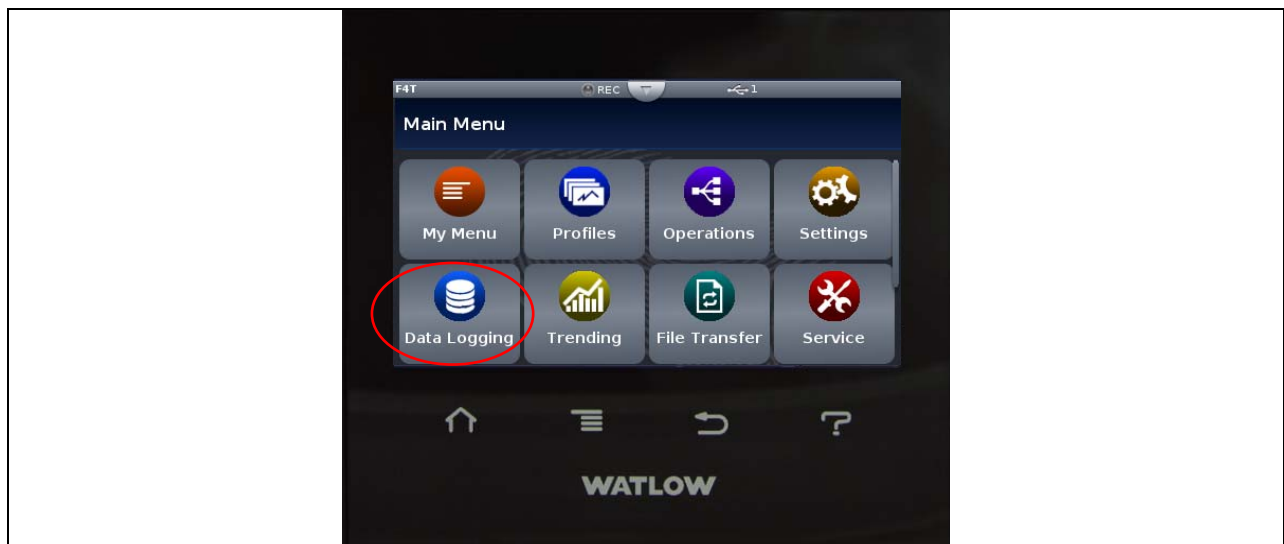 F4T REC 1
Main Menu
My Menu Profiles Operations Settings
Data Logging Trending File Transfer Service
WATLOW